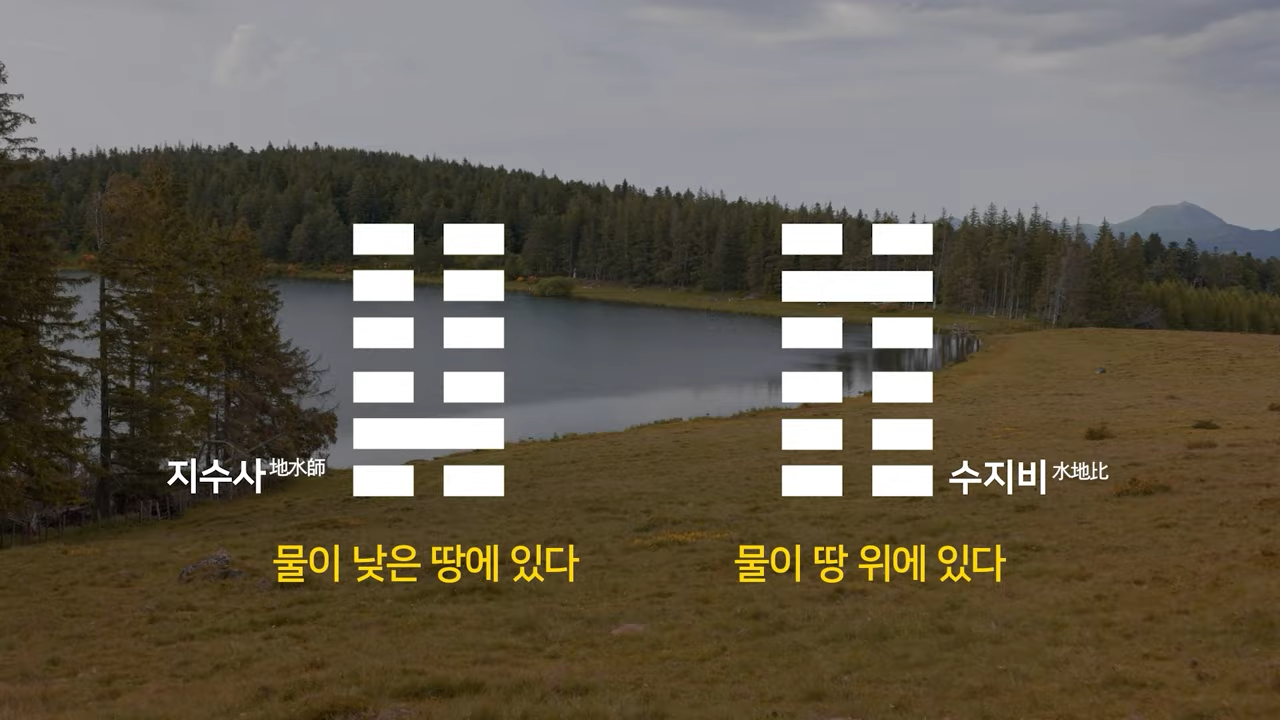 지수사 地水師
수지비 水地比
물이 낮은 땅에 있다
물이 땅 위에 있다